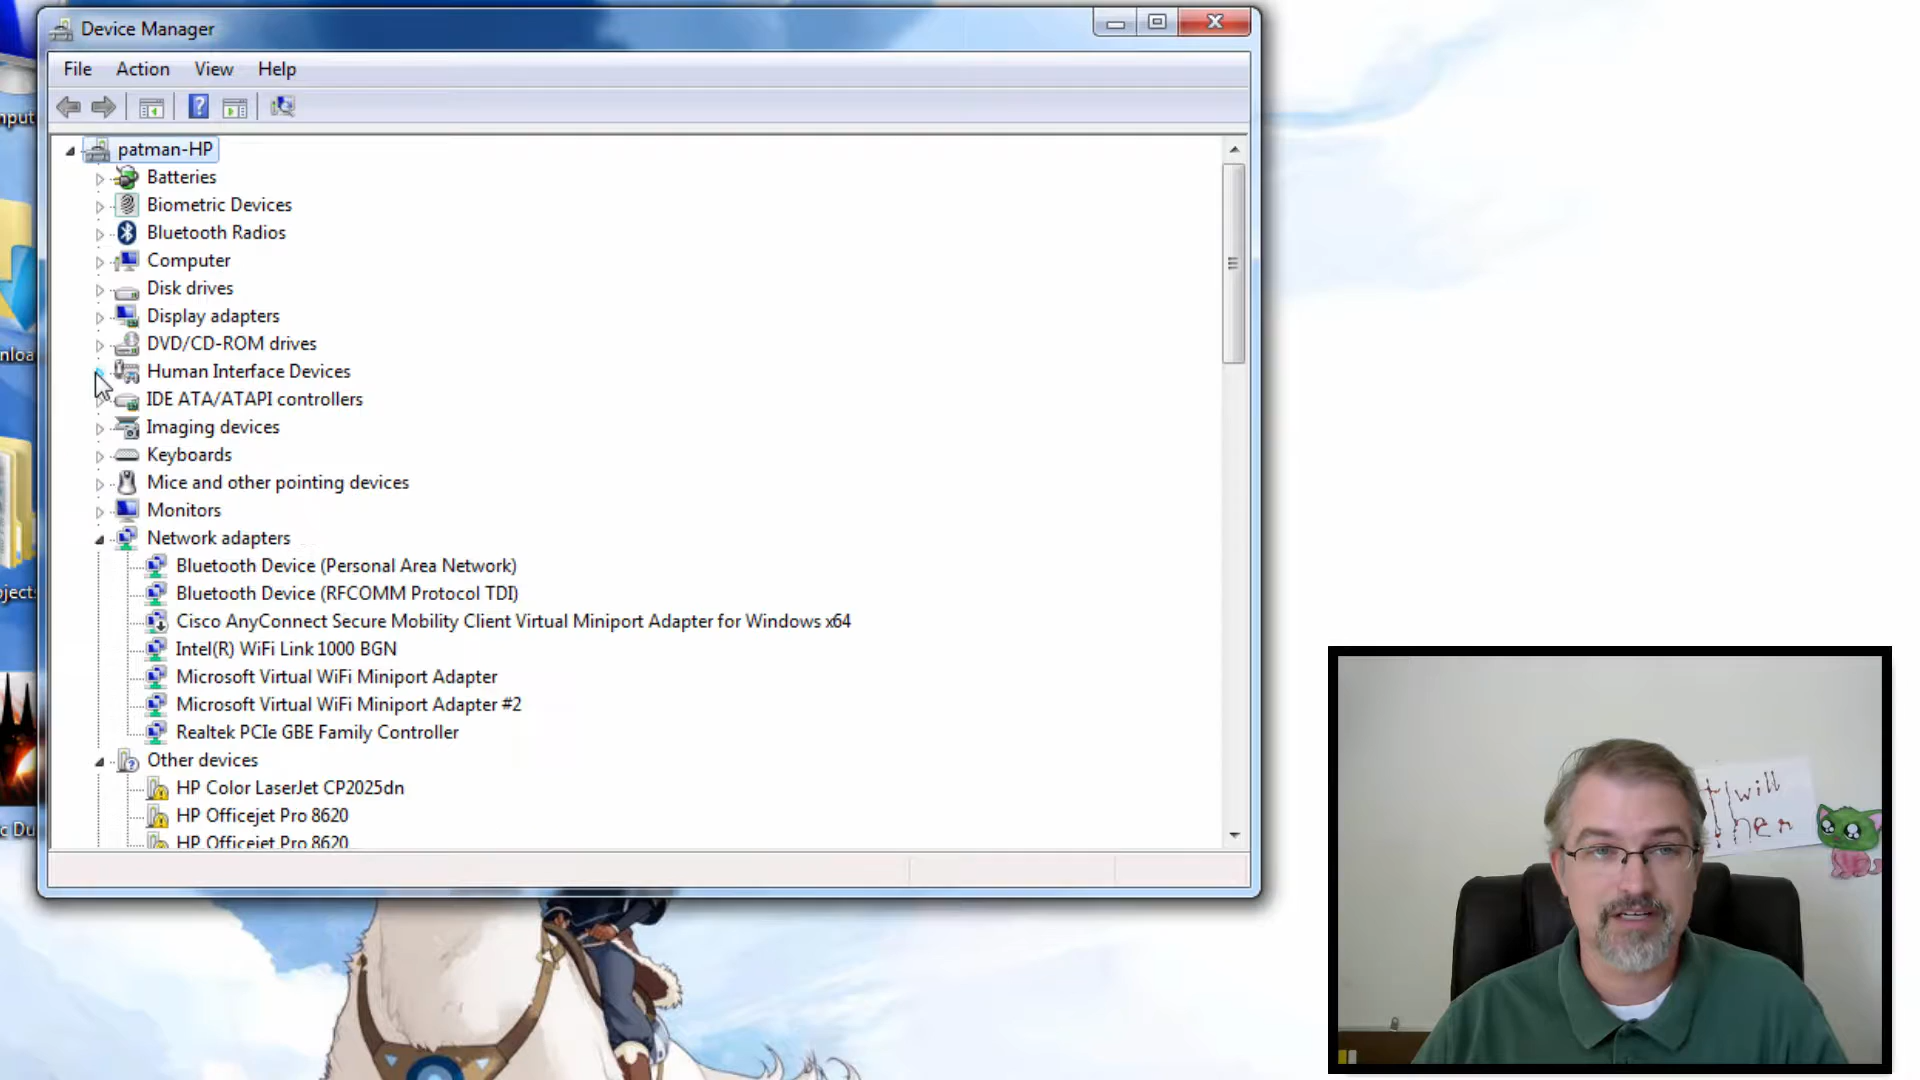 Device Manager
File Action View Help
patman-HP
Batteries
Biometric Devices
Bluetooth Radios
Computer
Disk drives
Display adapters
DVD/CD-ROM drives
Human Interface Devices
IDE ATA/ATAPI controllers
Imaging devices
Keyboards
Mice and other pointing devices
Monitors
Network adapters
Bluetooth Device (Personal Area Network)
Bluetooth Device (RFCOMM Protocol TDI)
Cisco AnyConnect Secure Mobility Client Virtual Miniport Adapter for Windows x64
Intel(R) WiFi Link 1000 BGN
Microsoft Virtual WiFi Miniport Adapter
Microsoft Virtual WiFi Miniport Adapter #2
Realtek PCIe GBE Family Controller
Other devices
HP Color LaserJet CP2025dn
HP Officejet Pro 8620
HP Officejet Pro 8620
will